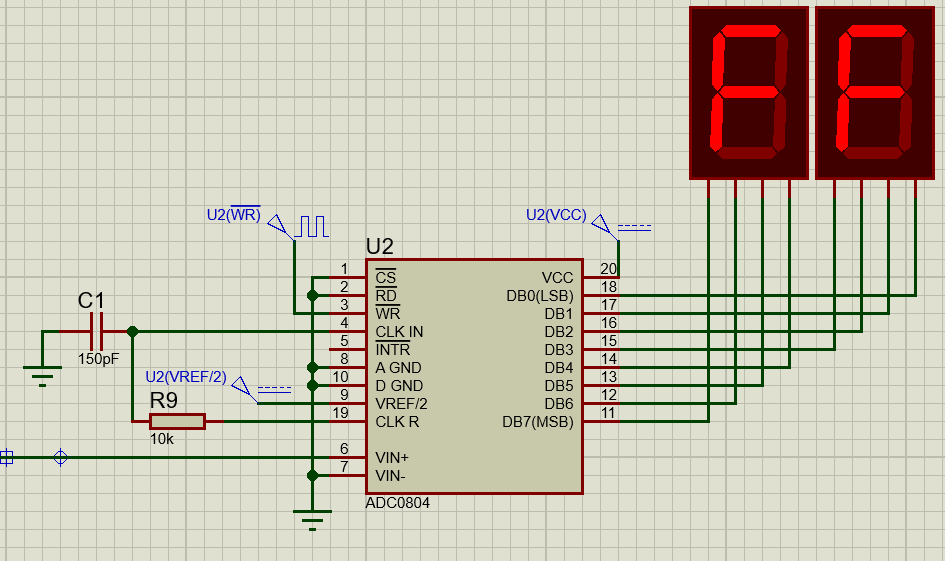 FF
U2(WR)
U2(VCC)
U2
1 CS
2 RD
3 WR
4 CLK IN
5 INTR
8 A GND
10 D GND
9 VREF/2
19 CLK R
6 VIN+
7 VIN-
VCC 20
DB0(LSB) 18
DB1 17
DB2 16
DB3 15
DB4 14
DB5 13
DB6 12
DB7(MSB) 11
ADC0804
C1
150pF
U2(VREF/2)
R9
10k